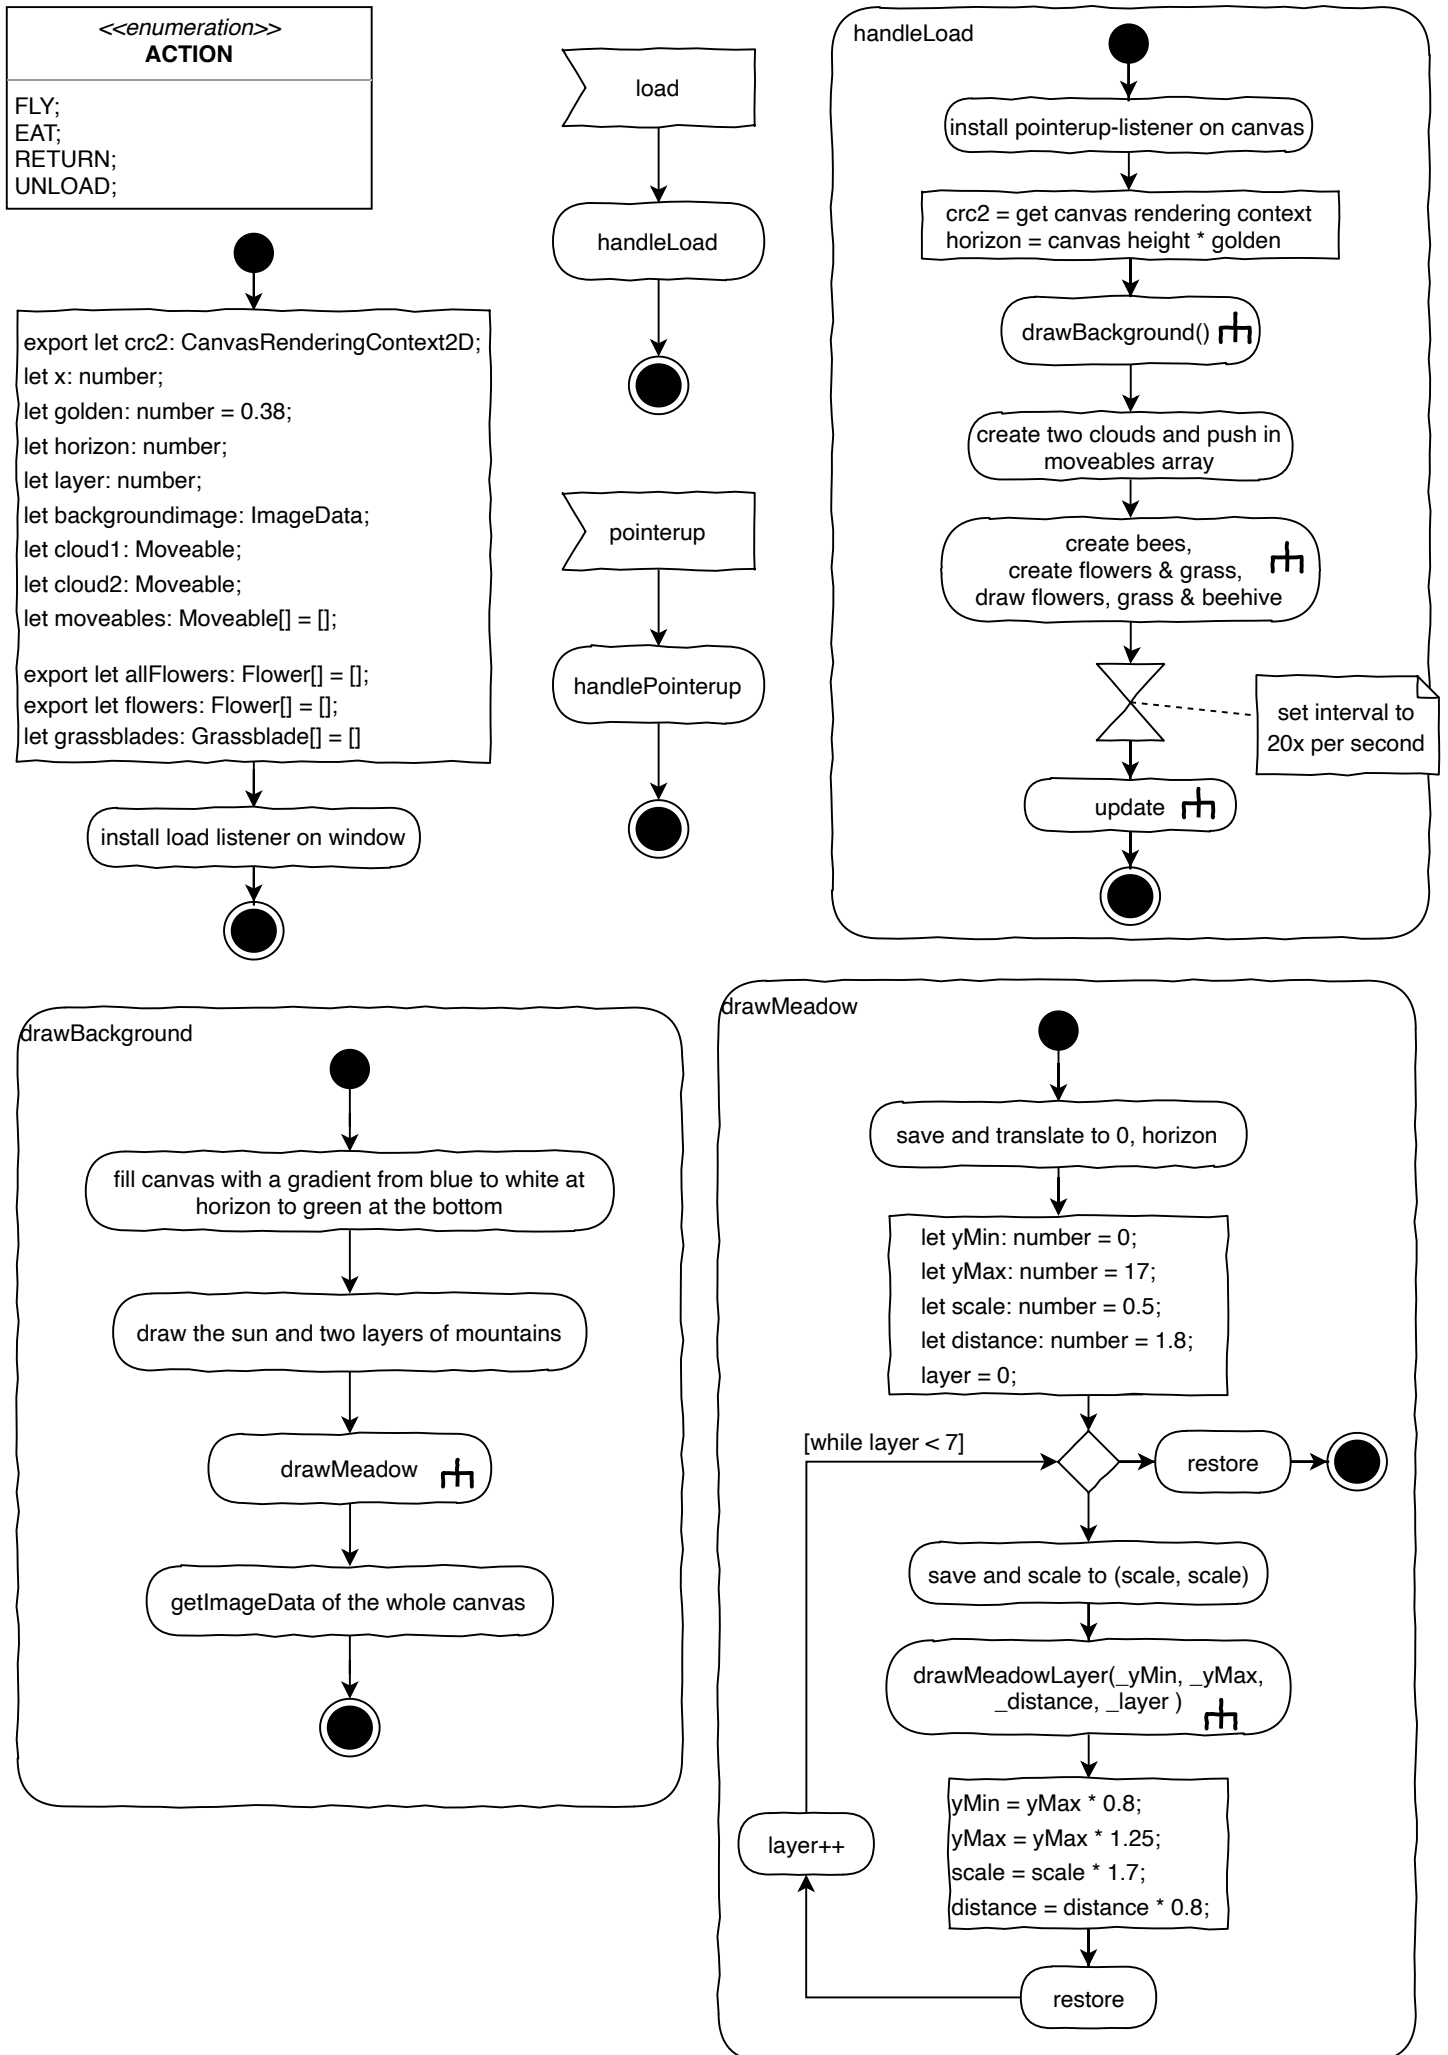 <<enumeration>>
ACTION
FLY;
EAT;
RETURN;
UNLOAD;
export let crc2: CanvasRenderingContext2D;
let x: number;
let golden: number = 0.38;
let horizon: number;
let layer: number;
let backgroundimage: ImageData;
let cloud1: Moveable;
let cloud2: Moveable;
let moveables: Moveable[] = [];
export let allFlowers: Flower[] = [];
export let flowers: Flower[] = [];
let grassblades: Grassblade[] = []
install load listener on window
load
handleLoad
pointerup
handlePointerup
handleLoad
install pointerup-listener on canvas
crc2 = get canvas rendering context
horizon = canvas height * golden
drawBackground()
create two clouds and push in
moveables array
create bees,
create flowers & grass,
draw flowers, grass & beehive
set interval to
20x per second
update
drawBackground
fill canvas with a gradient from blue to white at
horizon to green at the bottom
draw the sun and two layers of mountains
drawMeadow
getImageData of the whole canvas
drawMeadow
save and translate to 0, horizon
let yMin: number = 0;
let yMax: number = 17;
let scale: number = 0.5;
let distance: number = 1.8;
layer = 0;
[while layer < 7]
restore
save and scale to (scale, scale)
drawMeadowLayer(_yMin, _yMax,
_distance, _layer )
yMin = yMax * 0.8;
yMax = yMax * 1.25;
scale = scale * 1.7;
distance = distance * 0.8;
layer++
restore